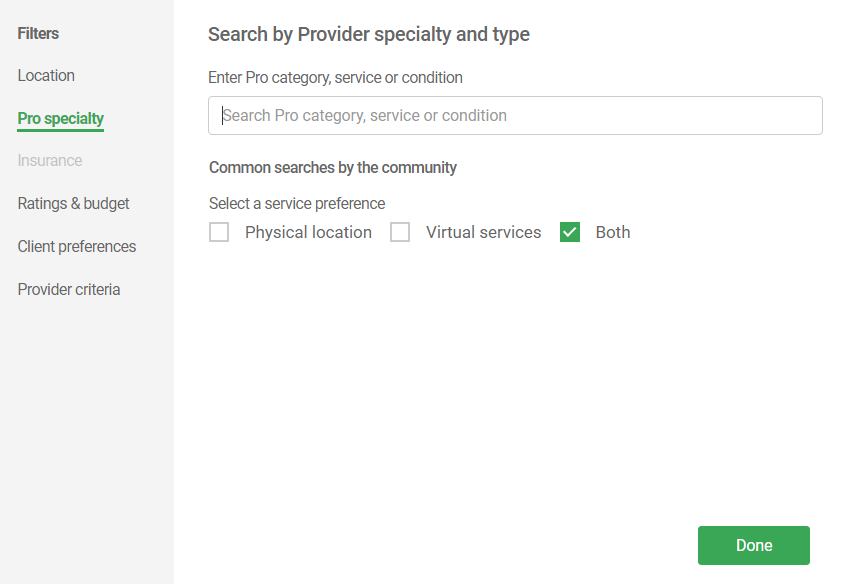 Filters
Location
Pro specialty
Insurance
Ratings & budget
Client preferences
Provider criteria
Search by Provider specialty and type
Enter Pro category, service or condition
Search Pro category, service or condition
Common searches by the community
Select a service preference
Physical location Virtual services Both
Done